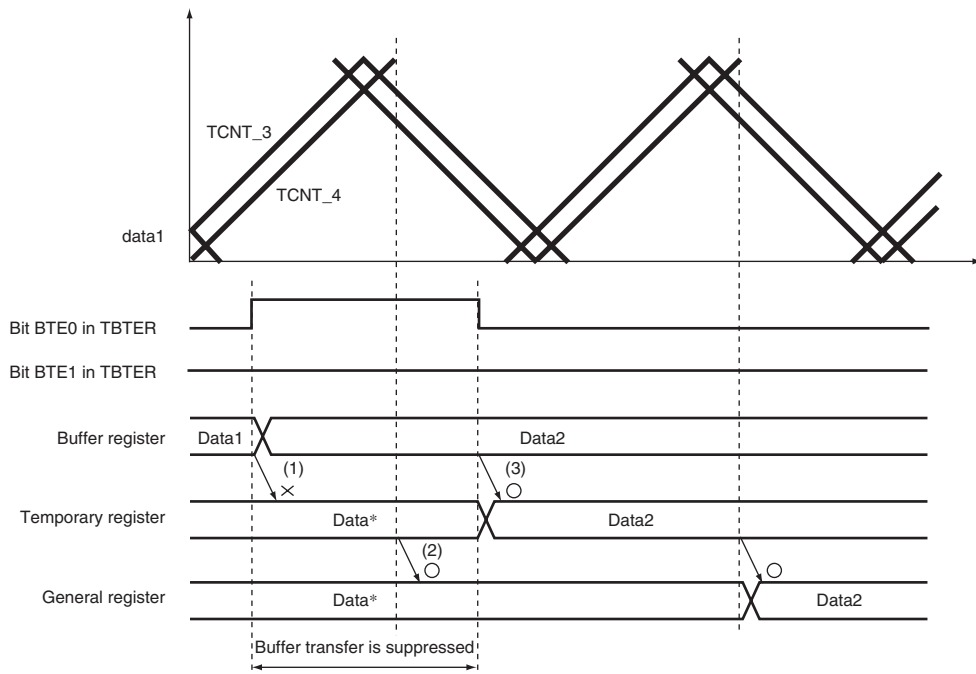 TCNT_3
TCNT_4
data1
Bit BTE0 in TBTER
Bit BTE1 in TBTER
Buffer register
Data1
Data2
(1)
(3)
Temporary register
Data*
Data2
(2)
General register
Data*
Data2
Buffer transfer is suppressed